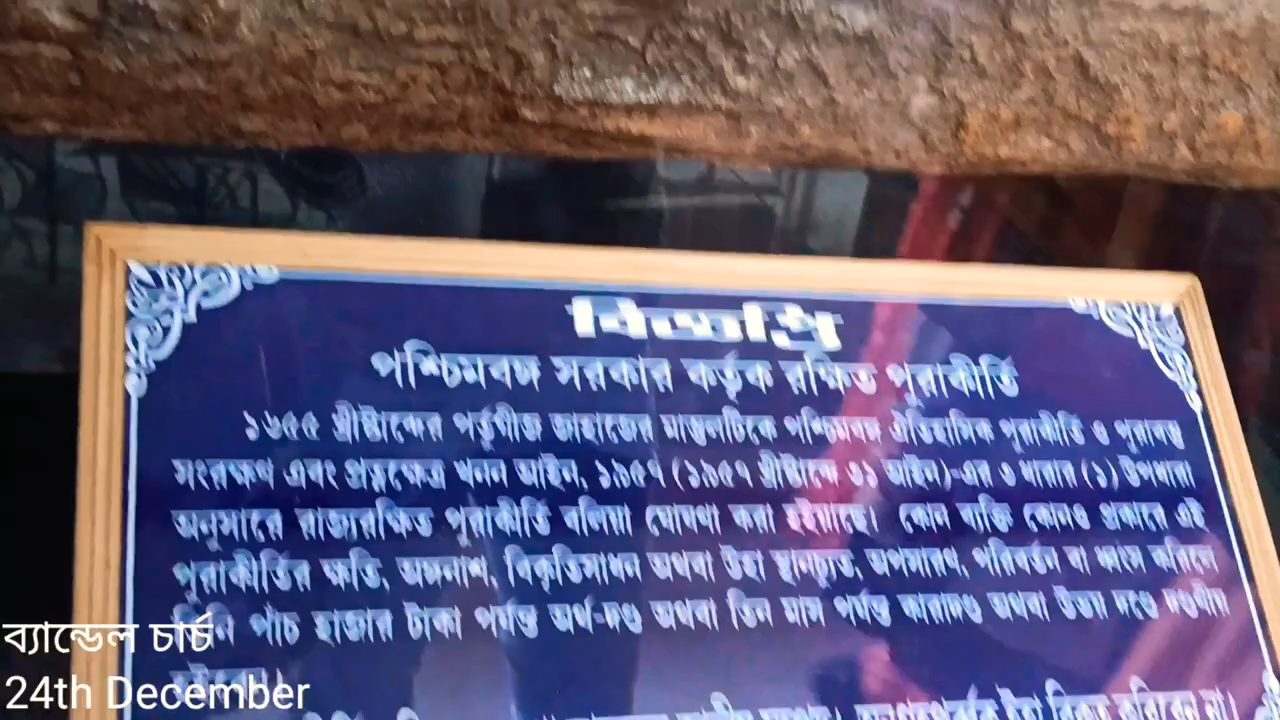 বিজ্ঞপ্তি
পশ্চিমবঙ্গ সরকার কর্তৃক রক্ষিত পুরাকীর্তি
১৬৫৫ খ্রীষ্টাব্দের পর্তুগীজ জাহাজের মাস্তুলটিকে পশ্চিমবঙ্গ ঐতিহাসিক পুরাকীর্তি ও পুরাবস্তু
সংরক্ষণ এবং প্রত্নক্ষেত্র খনন আইন, ১৯৫৭ (১৯৫৭ খ্রীষ্টাব্দে ৩১ আইন)-এর ৩ ধারার (১) উপধারা
অনুসারে রাজ্যরক্ষিত পুরাকীর্তি বলিয়া ঘোষণা করা হইয়াছে। কোন ব্যক্তি কোনও প্রকারে এই
পুরাকীর্তির ক্ষতি, অঙ্গনাশ, বিকৃতিসাধন অথবা উহা স্থানচ্যুত, অপসারণ, পরিবর্তন বা ধ্বংস করিলে
তিনি পাঁচ হাজার টাকা পর্যন্ত অর্থ-দণ্ড অথবা তিন মাস পর্যন্ত কারাদণ্ড অথবা উভয় দণ্ডে দণ্ডনীয়
ব্যান্ডেল চার্চ
24th December